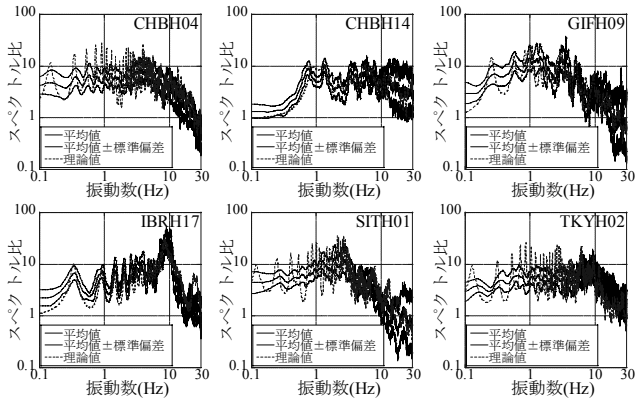 CHBH04
100
10
1
0.1
スペクトル比
平均値
平均値±標準偏差
理論値
0.1 1 10 30
振動数(Hz)
CHBH14
100
10
1
0.1
スペクトル比
平均値
平均値±標準偏差
理論値
0.1 1 10 30
振動数(Hz)
GIFH09
100
10
1
0.1
スペクトル比
平均値
平均値±標準偏差
理論値
0.1 1 10 30
振動数(Hz)
IBRH17
100
10
1
0.1
スペクトル比
平均値
平均値±標準偏差
理論値
0.1 1 10 30
振動数(Hz)
SITH01
100
10
1
0.1
スペクトル比
平均値
平均値±標準偏差
理論値
0.1 1 10 30
振動数(Hz)
TKYH02
100
10
1
0.1
スペクトル比
平均値
平均値±標準偏差
理論値
0.1 1 10 30
振動数(Hz)